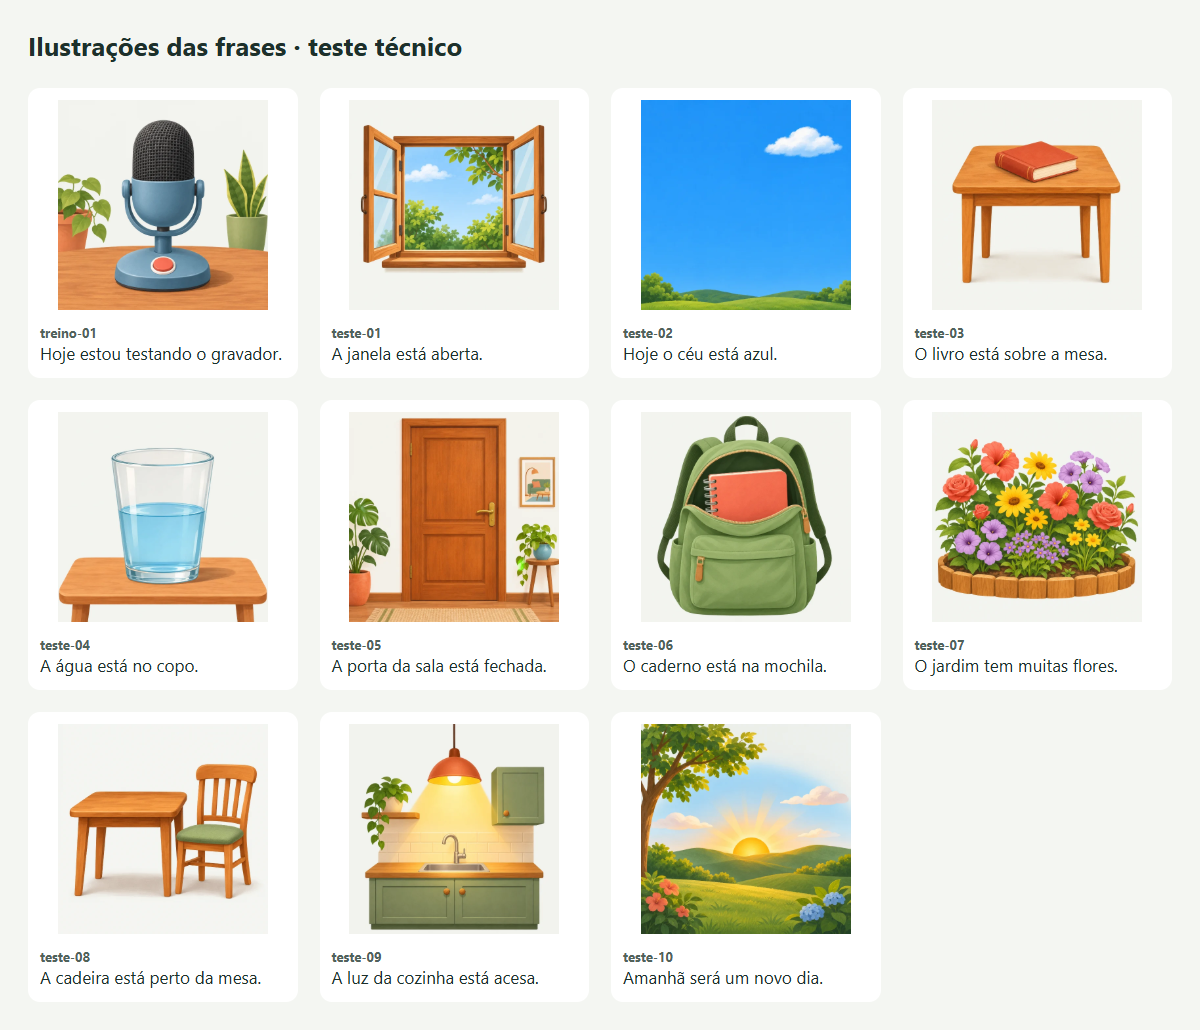 Ilustrações das frases · teste técnico
treino-01
Hoje estou testando o gravador.
teste-01
A janela está aberta.
teste-02
Hoje o céu está azul.
teste-03
O livro está sobre a mesa.
teste-04
A água está no copo.
teste-05
A porta da sala está fechada.
teste-06
O caderno está na mochila.
teste-07
O jardim tem muitas flores.
teste-08
A cadeira está perto da mesa.
teste-09
A luz da cozinha está acesa.
teste-10
Amanhã será um novo dia.